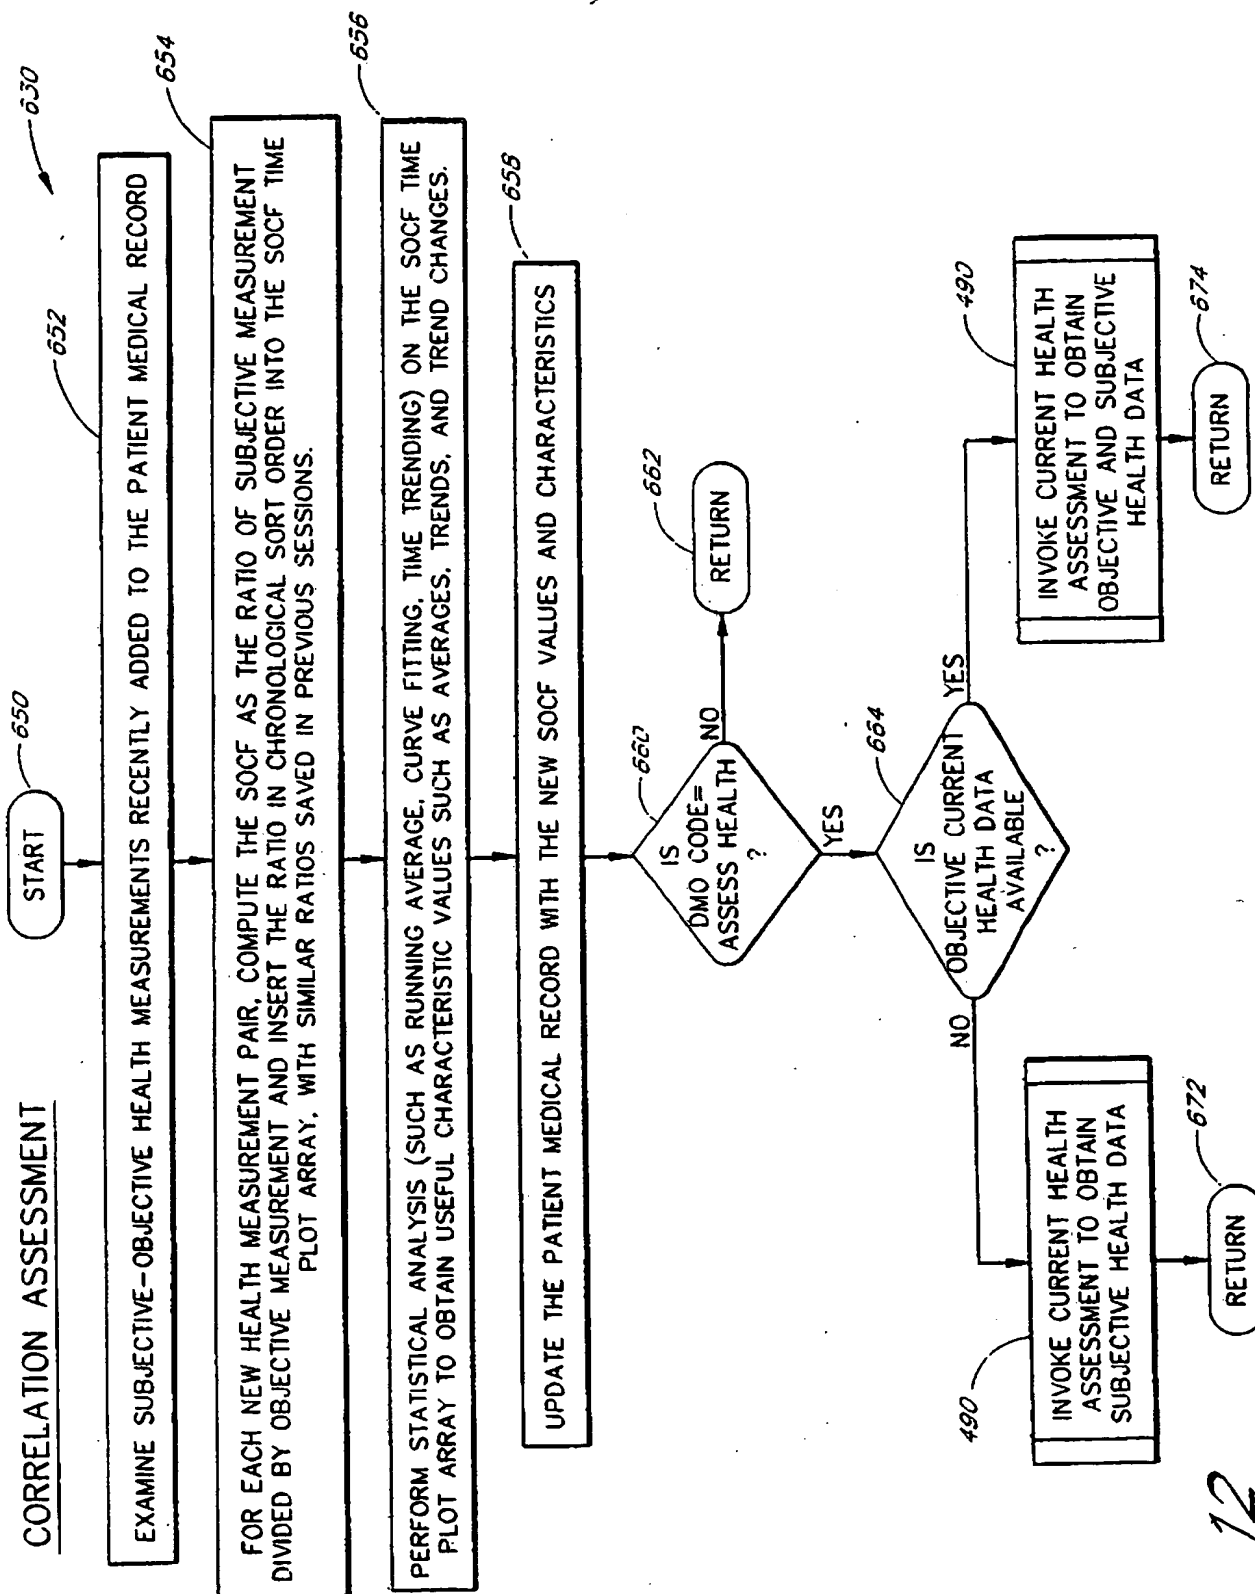 CORRELATION ASSESSMENT
630
START
650
652
EXAMINE SUBJECTIVE-OBJECTIVE HEALTH MEASUREMENTS RECENTLY ADDED TO THE PATIENT MEDICAL RECORD
654
FOR EACH NEW HEALTH MEASUREMENT PAIR, COMPUTE THE SOCF AS THE RATIO OF SUBJECTIVE MEASUREMENT
DIVIDED BY OBJECTIVE MEASUREMENT AND INSERT THE RATIO IN CHRONOLOGICAL SORT ORDER INTO THE SOCF TIME
PLOT ARRAY, WITH SIMILAR RATIOS SAVED IN PREVIOUS SESSIONS.
656
PERFORM STATISTICAL ANALYSIS (SUCH AS RUNNING AVERAGE, CURVE FITTING, TIME TRENDING) ON THE SOCF TIME
PLOT ARRAY TO OBTAIN USEFUL CHARACTERISTIC VALUES SUCH AS AVERAGES, TRENDS, AND TREND CHANGES.
658
UPDATE THE PATIENT MEDICAL RECORD WITH THE NEW SOCF VALUES AND CHARACTERISTICS
660
IS
DMO CODE=
ASSESS HEALTH
?
NO
662
RETURN
YES
664
IS
OBJECTIVE CURRENT
HEALTH DATA
AVAILABLE
?
NO
YES
490
INVOKE CURRENT HEALTH
ASSESSMENT TO OBTAIN
SUBJECTIVE HEALTH DATA
672
RETURN
490
INVOKE CURRENT HEALTH
ASSESSMENT TO OBTAIN
OBJECTIVE AND SUBJECTIVE
HEALTH DATA
674
RETURN
12